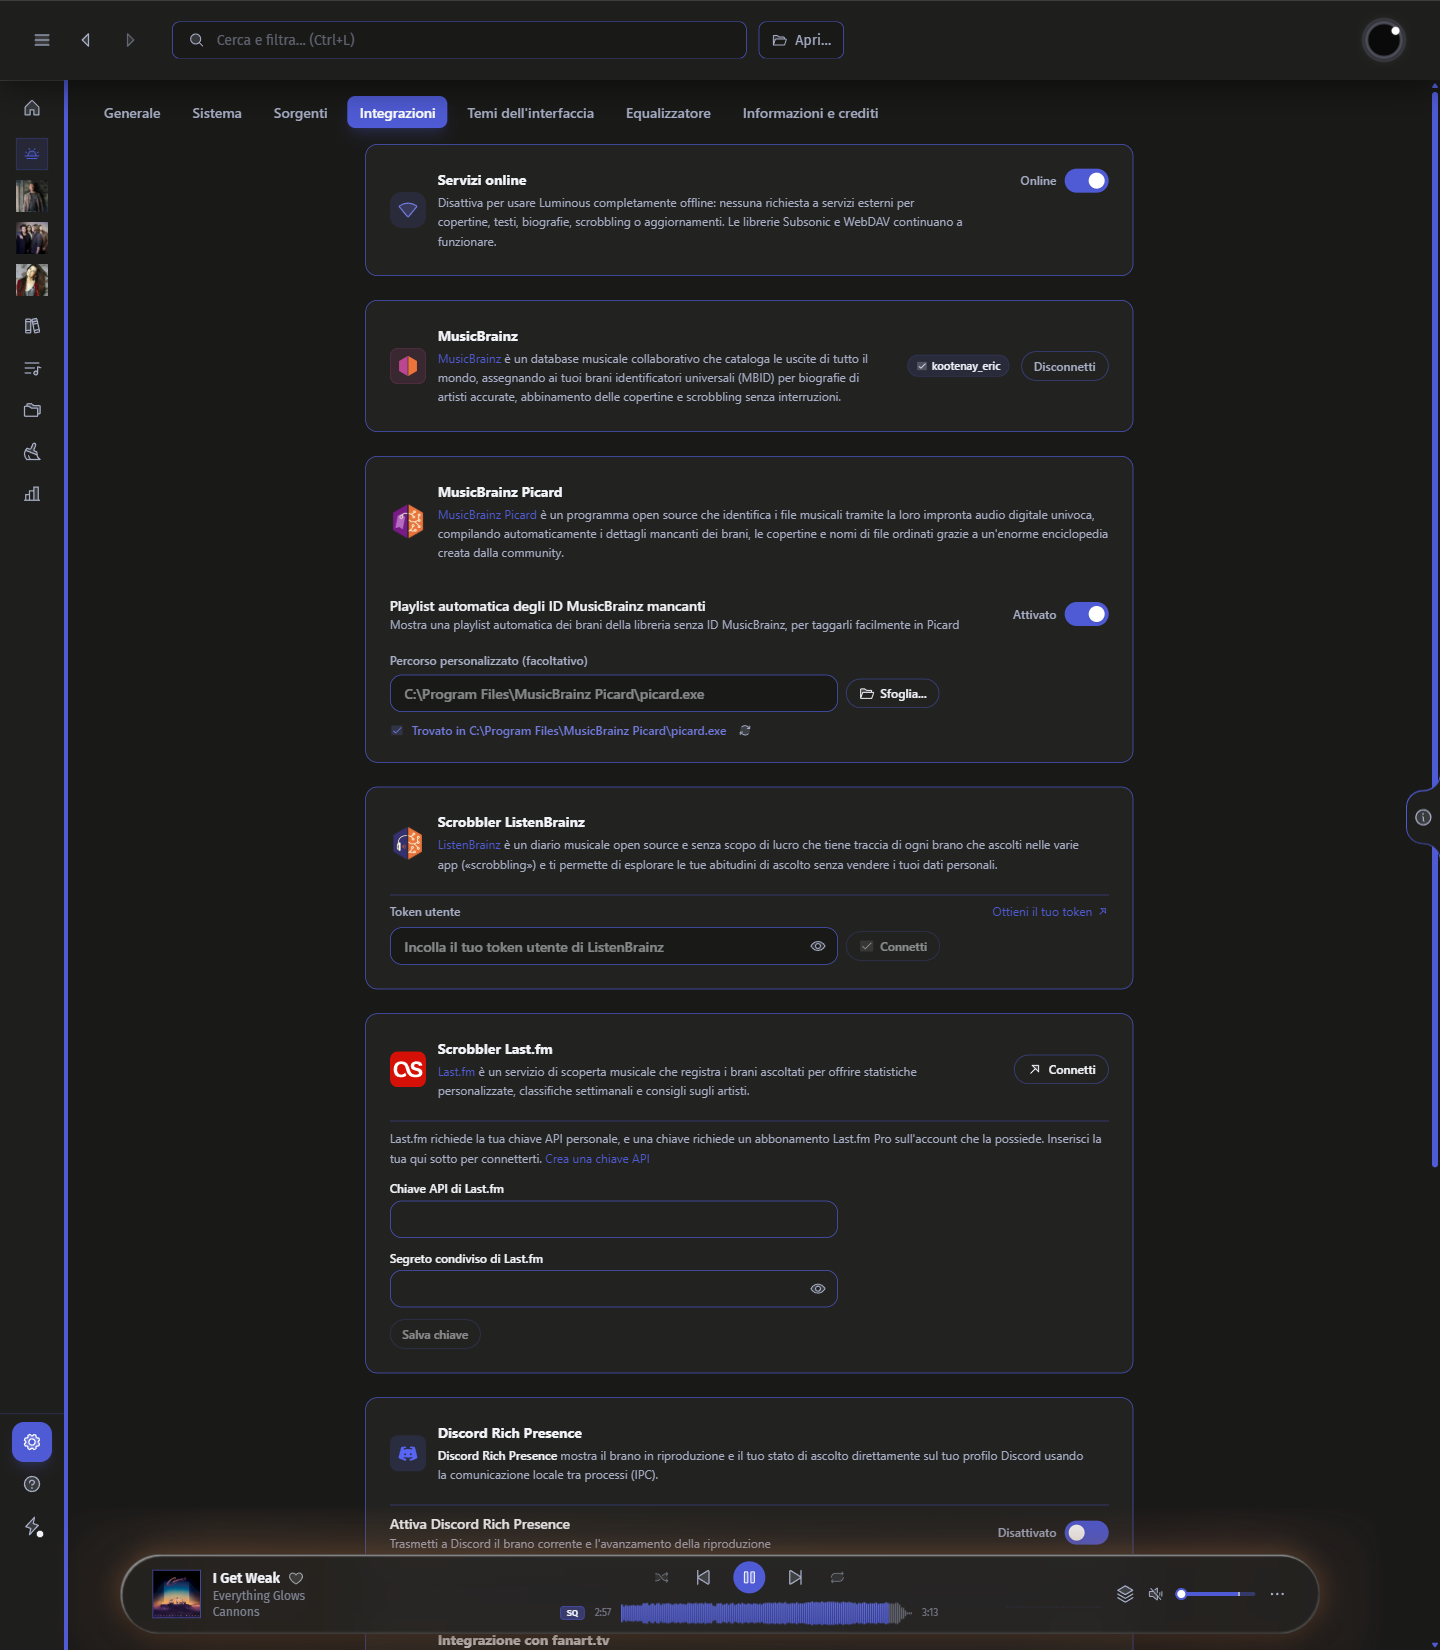 Cerca e filtra... (Ctrl+L)
Apri...
Generale
Sistema
Sorgenti
Integrazioni
Temi dell'interfaccia
Equalizzatore
Informazioni e crediti
Servizi online
Disattiva per usare Luminous completamente offline: nessuna richiesta a servizi esterni per
copertine, testi, biografie, scrobbling o aggiornamenti. Le librerie Subsonic e WebDAV continuano a
funzionare.
Online
MusicBrainz
MusicBrainz è un database musicale collaborativo che cataloga le uscite di tutto il
mondo, assegnando ai tuoi brani identificatori universali (MBID) per biografie di
artisti accurate, abbinamento delle copertine e scrobbling senza interruzioni.
kootenay_eric
Disconnetti
MusicBrainz Picard
MusicBrainz Picard è un programma open source che identifica i file musicali tramite la loro impronta audio digitale univoca,
compilando automaticamente i dettagli mancanti dei brani, le copertine e nomi di file ordinati grazie a un'enorme enciclopedia
creata dalla community.
Playlist automatica degli ID MusicBrainz mancanti
Mostra una playlist automatica dei brani della libreria senza ID MusicBrainz, per taggarli facilmente in Picard
Attivato
Percorso personalizzato (facoltativo)
C:\Program Files\MusicBrainz Picard\picard.exe
Sfoglia...
Trovato in C:\Program Files\MusicBrainz Picard\picard.exe
Scrobbler ListenBrainz
ListenBrainz è un diario musicale open source e senza scopo di lucro che tiene traccia di ogni brano che ascolti nelle varie
app («scrobbling») e ti permette di esplorare le tue abitudini di ascolto senza vendere i tuoi dati personali.
Token utente
Ottieni il tuo token
Incolla il tuo token utente di ListenBrainz
Connetti
Scrobbler Last.fm
Last.fm è un servizio di scoperta musicale che registra i brani ascoltati per offrire statistiche
personalizzate, classifiche settimanali e consigli sugli artisti.
Connetti
Last.fm richiede la tua chiave API personale, e una chiave richiede un abbonamento Last.fm Pro sull'account che la possiede. Inserisci la
tua qui sotto per connetterti. Crea una chiave API
Chiave API di Last.fm
Segreto condiviso di Last.fm
Salva chiave
Discord Rich Presence
Discord Rich Presence mostra il brano in riproduzione e il tuo stato di ascolto direttamente sul tuo profilo Discord usando
la comunicazione locale tra processi (IPC).
Attiva Discord Rich Presence
Trasmetti a Discord il brano corrente e l'avanzamento della riproduzione
Disattivato
I Get Weak
Everything Glows
Cannons
SQ
2:57
3:13
Integrazione con fanart.tv